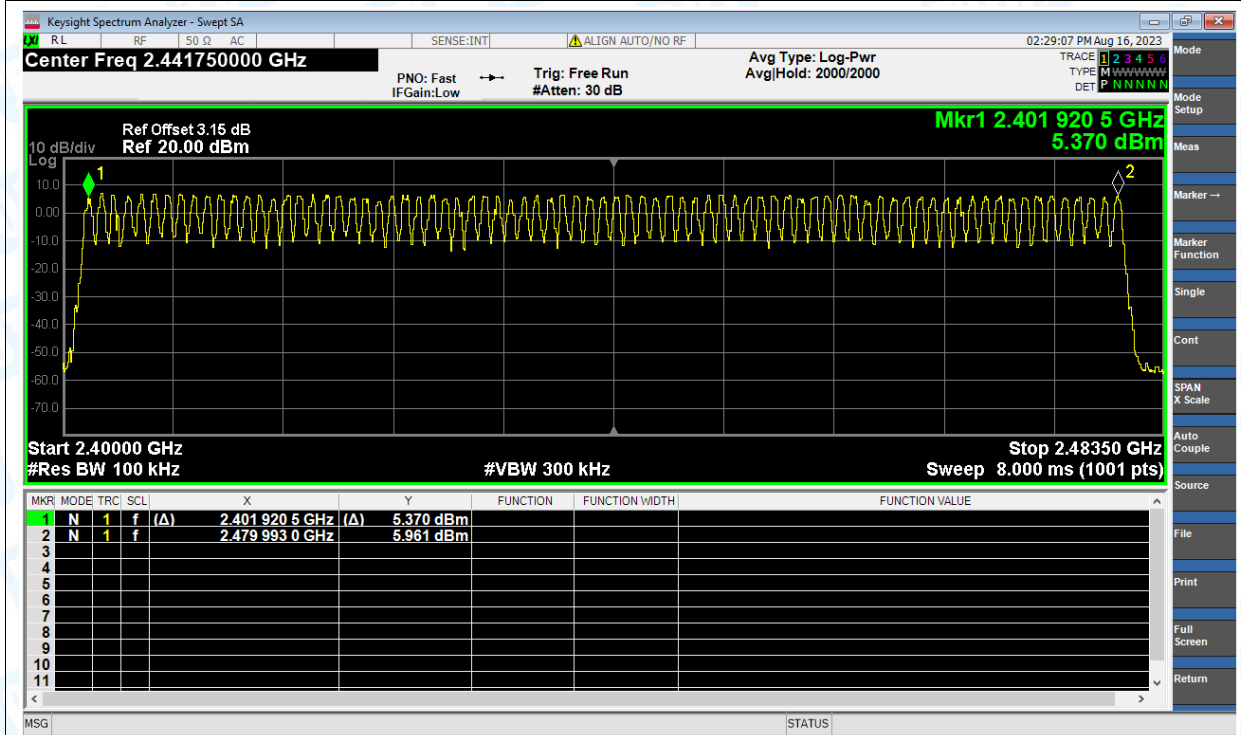 Keysight Spectrum Analyzer - Swept SA
LXI RL RF 50 Ω AC SENSE:INT ALIGN AUTO/NO RF 02:29:07 PM Aug 16, 2023
Center Freq 2.441750000 GHz
PNO: Fast
IFGain:Low
Trig: Free Run
#Atten: 30 dB
Avg Type: Log-Pwr
Avg|Hold: 2000/2000
TRACE 1 2 3 4 5 6
TYPE M
DET P N N N N N
Ref Offset 3.15 dB
Ref 20.00 dBm
10 dB/div
Log
Mkr1 2.401 920 5 GHz
5.370 dBm
1
2
10.0
0.00
-10.0
-20.0
-30.0
-40.0
-50.0
-60.0
-70.0
Start 2.40000 GHz Stop 2.48350 GHz
#Res BW 100 kHz #VBW 300 kHz Sweep 8.000 ms (1001 pts)
MKR MODE TRC SCL X Y FUNCTION FUNCTION WIDTH FUNCTION VALUE
1 N 1 f (Δ) 2.401 920 5 GHz (Δ) 5.370 dBm
2 N 1 f 2.479 993 0 GHz 5.961 dBm
3
4
5
6
7
8
9
10
11
MSG STATUS
Mode
Mode
Setup
Meas
Marker →
Marker
Function
Single
Cont
SPAN
X Scale
Auto
Couple
Source
File
Print
Full
Screen
Return